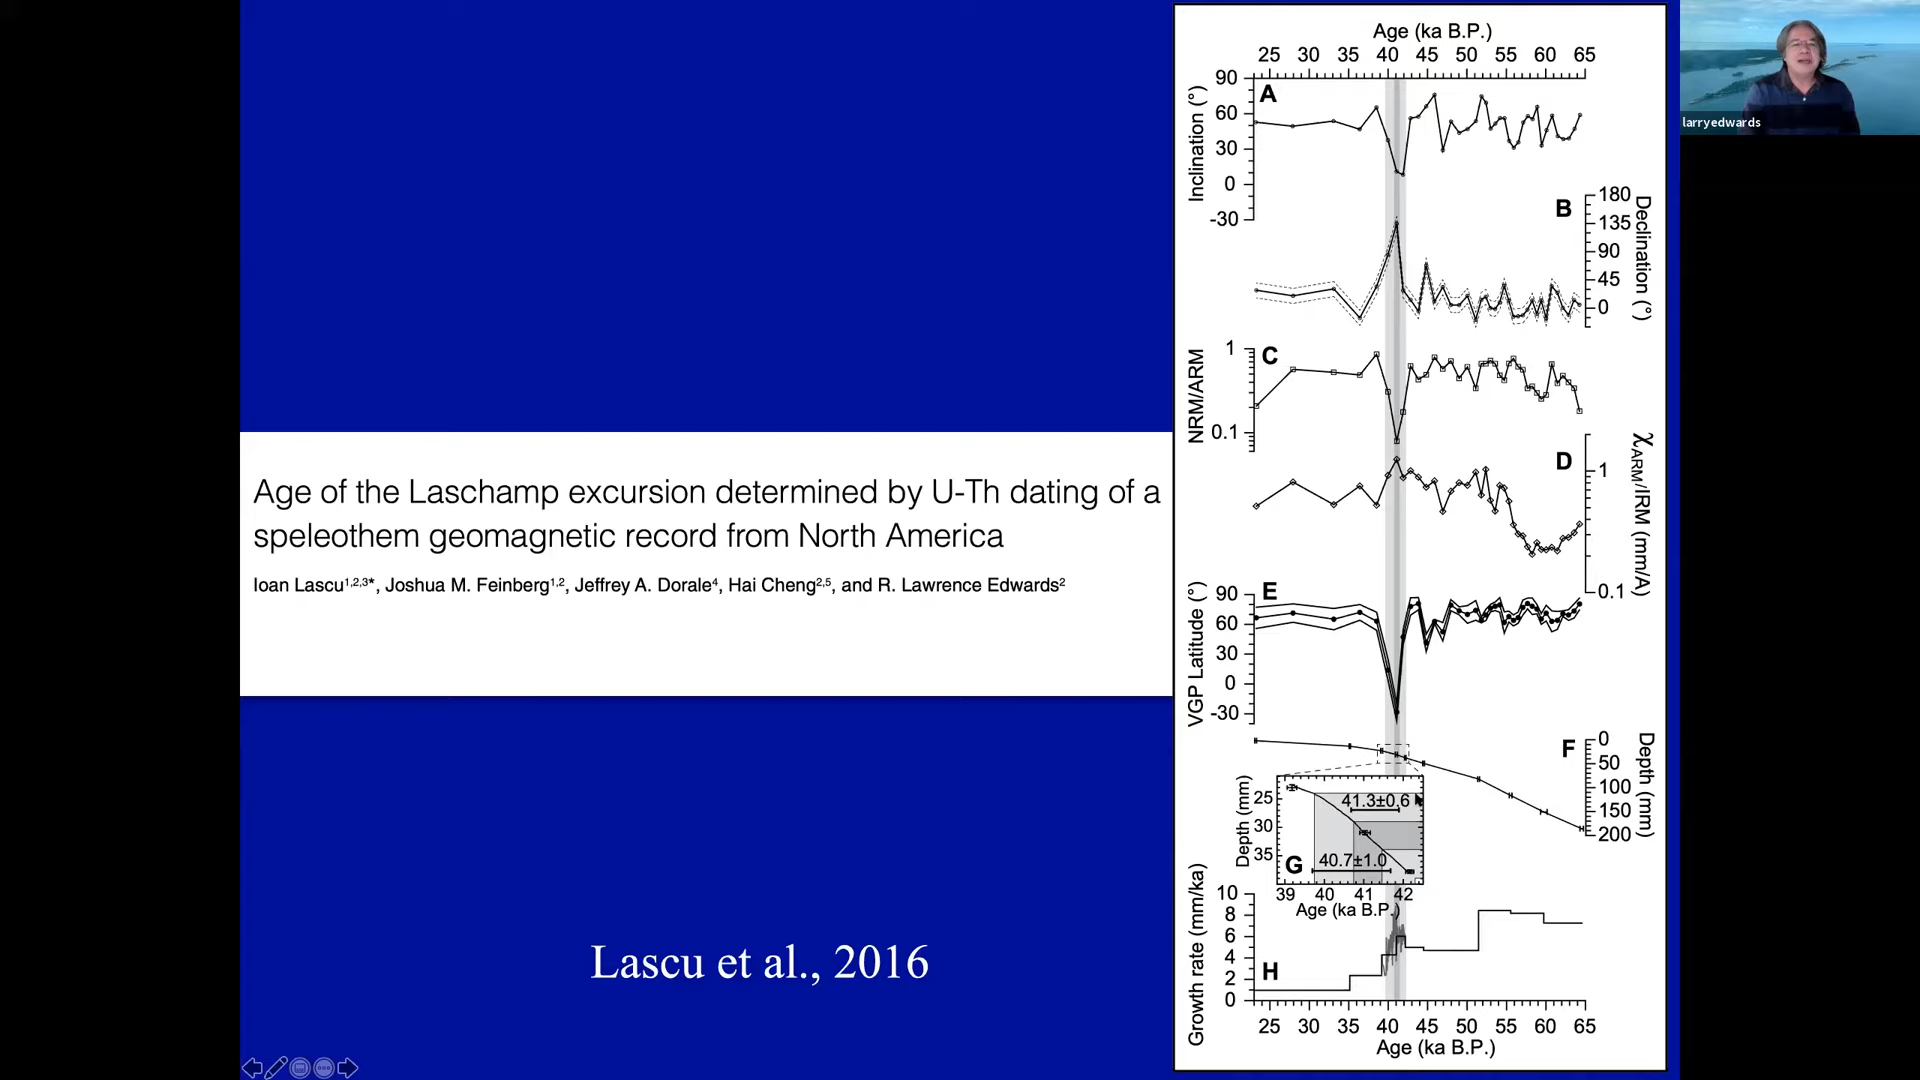 Age of the Laschamp excursion determined by U-Th dating of a
speleothem geomagnetic record from North America
Ioan Lascu1,2,3*, Joshua M. Feinberg1,2, Jeffrey A. Dorale4, Hai Cheng2,5, and R. Lawrence Edwards2
Lascu et al., 2016
Age (ka B.P.)
25 30 35 40 45 50 55 60 65
A
Inclination (°)
90
60
30
0
-30
B
Declination (°)
180
135
90
45
0
C
NRM/ARM
1
0.1
D
χARM/IRM (mm/A)
1
0.1
E
VGP Latitude (°)
90
60
30
0
-30
F
Depth (mm)
0
50
100
150
200
G
Depth (mm)
25
30
35
41.3±0.6
40.7±1.0
39 40 41 42
Age (ka B.P.)
H
Growth rate (mm/ka)
10
8
6
4
2
0
25 30 35 40 45 50 55 60 65
Age (ka B.P.)
larryedwards